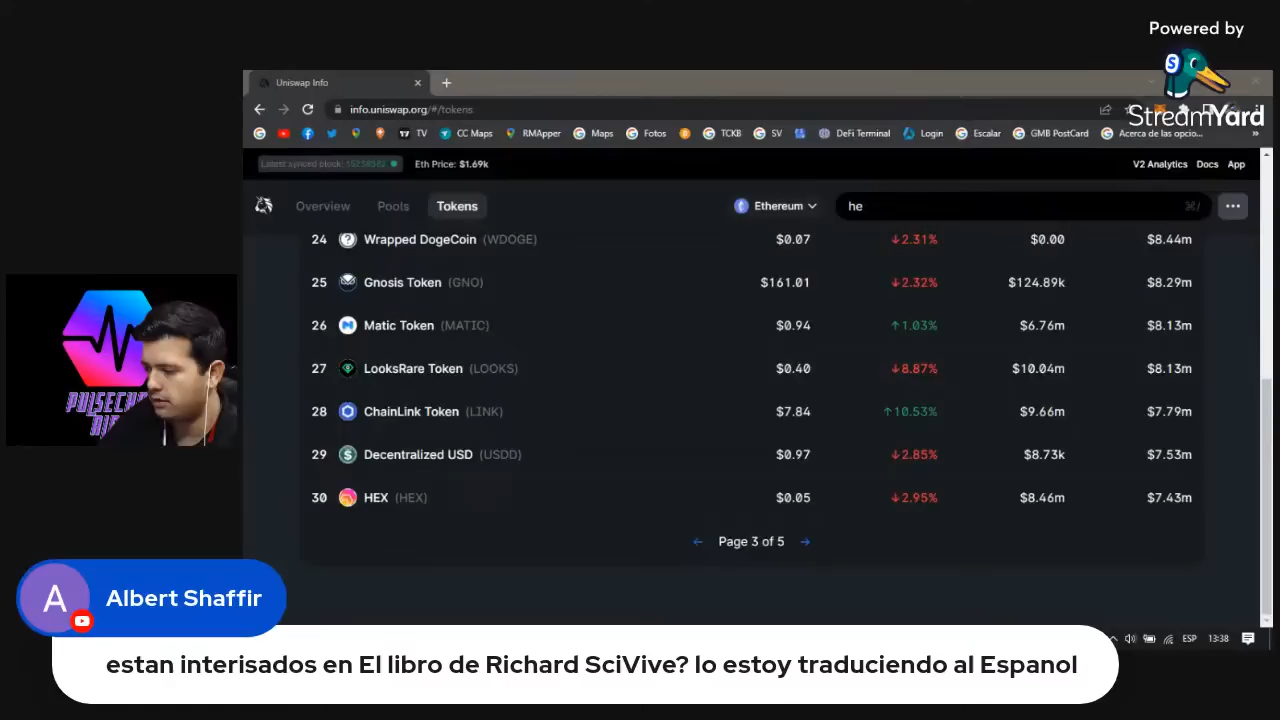 Powered by
StreamYard
Uniswap Info
info.uniswap.org/#/tokens
TV CC Maps RMApper Maps Fotos TCKB SV DeFi Terminal Login Escalar GMB PostCard Acerca de las opcio...
Latest synced block: Eth Price: $1.69k V2 Analytics Docs App
Overview Pools Tokens Ethereum he
24 Wrapped DogeCoin (WDOGE) $0.07 ↓2.31% $0.00 $8.44m
25 Gnosis Token (GNO) $161.01 ↓2.32% $124.89k $8.29m
26 Matic Token (MATIC) $0.94 ↑1.03% $6.76m $8.13m
27 LooksRare Token (LOOKS) $0.40 ↓8.87% $10.04m $8.13m
28 ChainLink Token (LINK) $7.84 ↑10.53% $9.66m $7.79m
29 Decentralized USD (USDD) $0.97 ↓2.85% $8.73k $7.53m
30 HEX (HEX) $0.05 ↓2.95% $8.46m $7.43m
← Page 3 of 5 →
A Albert Shaffir
estan interisados en El libro de Richard SciVive? lo estoy traduciendo al Espanol
ESP 13:38